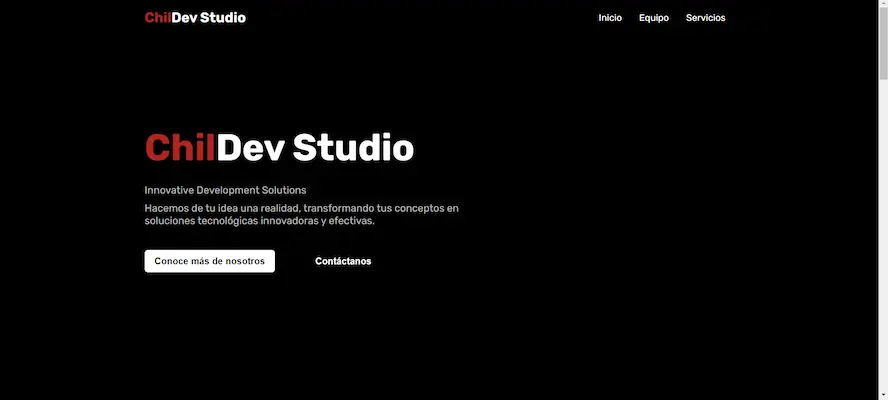 ChilDev Studio
Inicio Equipo Servicios
ChilDev Studio
Innovative Development Solutions
Hacemos de tu idea una realidad, transformando tus conceptos en
soluciones tecnológicas innovadoras y efectivas.
Conoce más de nosotros
Contáctanos